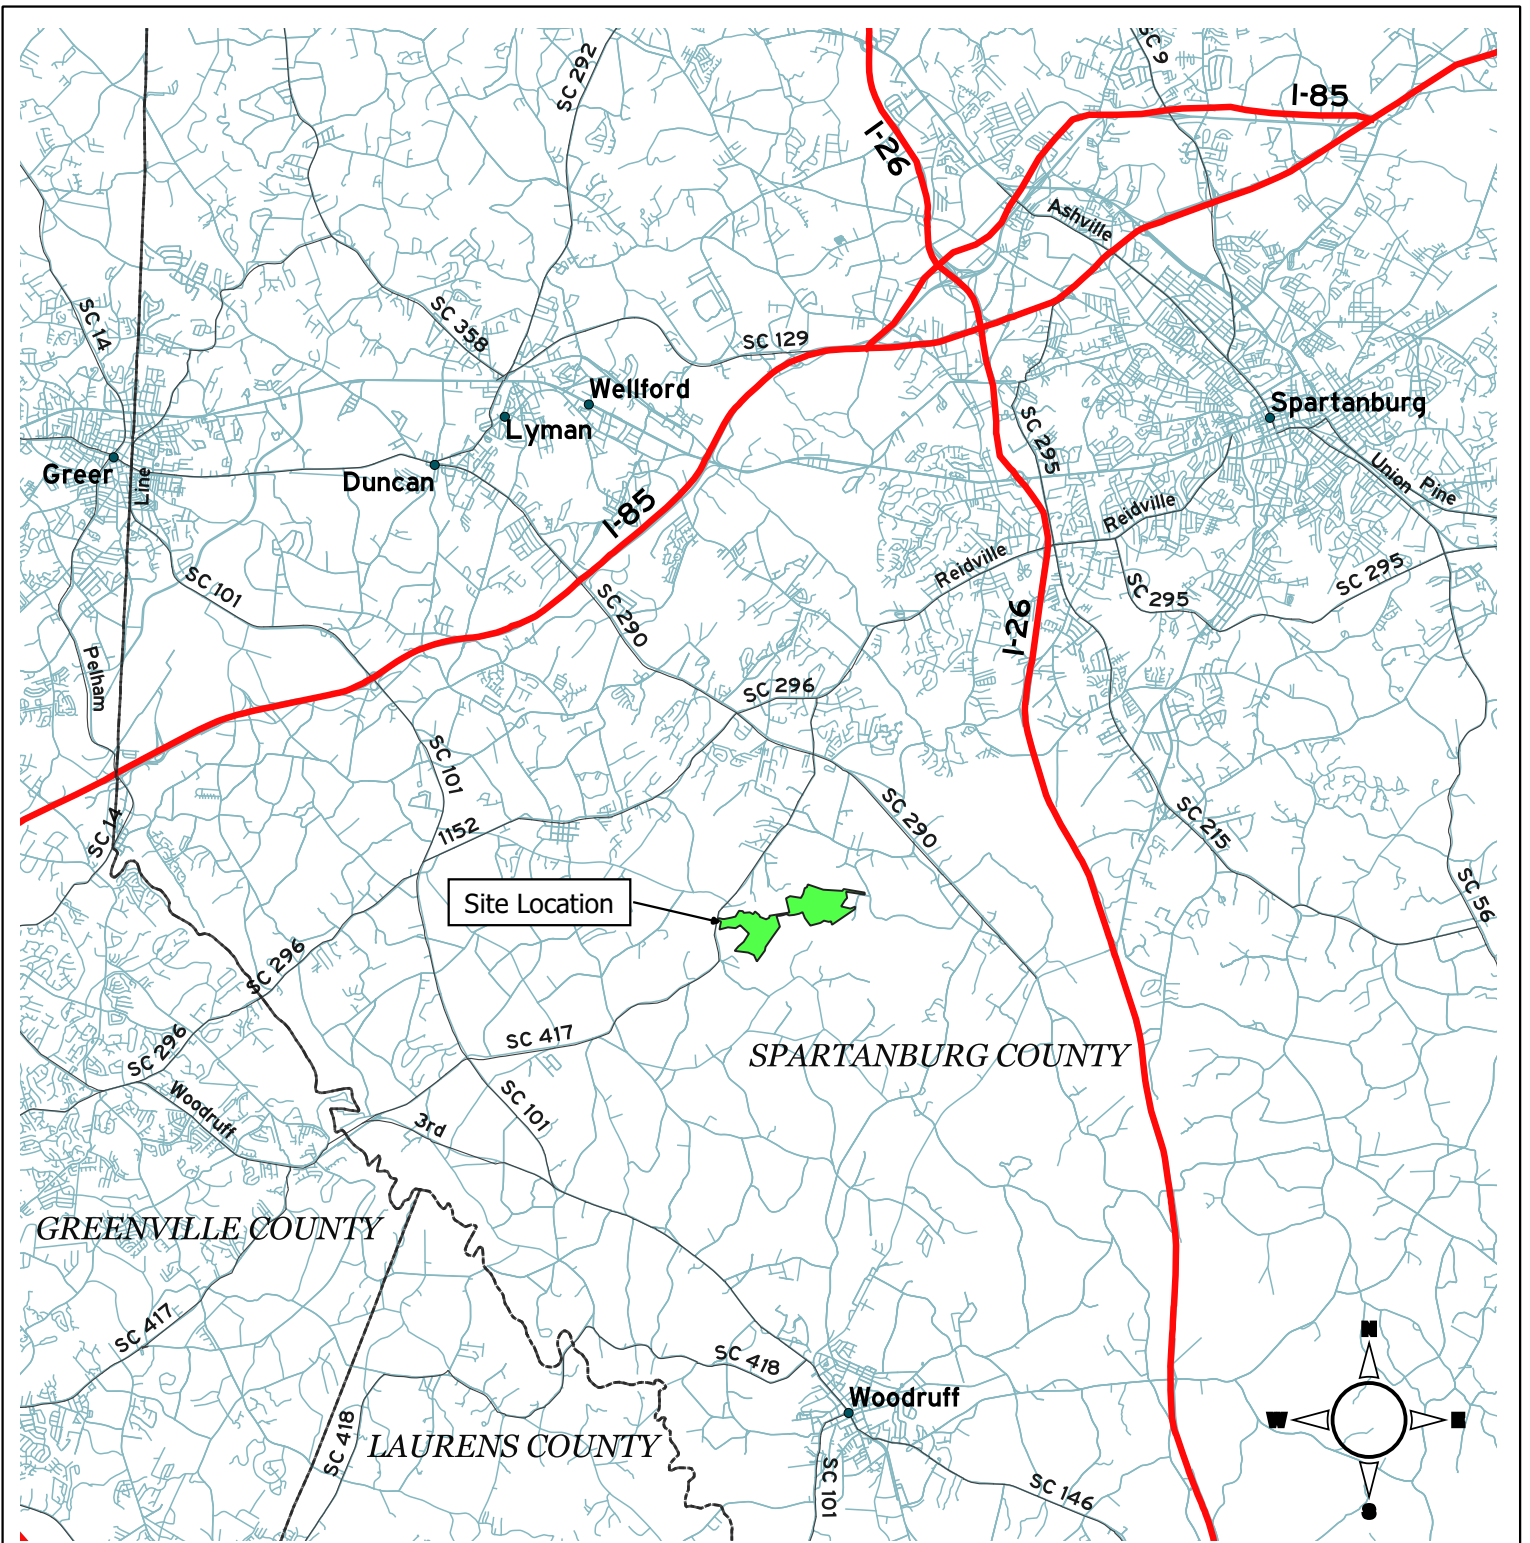 SC 9
SC 292
I-85
I-26
Ashville
SC 14
SC 358
SC 129
Wellford
Spartanburg
Lyman
SC 295
Greer
Line
Duncan
Union
Pine
I-85
Reidville
Reidville
SC 101
SC 290
SC 295
SC 295
I-26
Pelham
SC 296
SC 101
SC 14
1152
SC 290
SC 215
Site Location
SC 56
SC 296
SC 417
SC 296
SPARTANBURG COUNTY
Woodruff
SC 101
3rd
GREENVILLE COUNTY
SC 417
N
SC 418
Woodruff
W
E
SC 418
LAURENS COUNTY
SC 101
SC 146
S